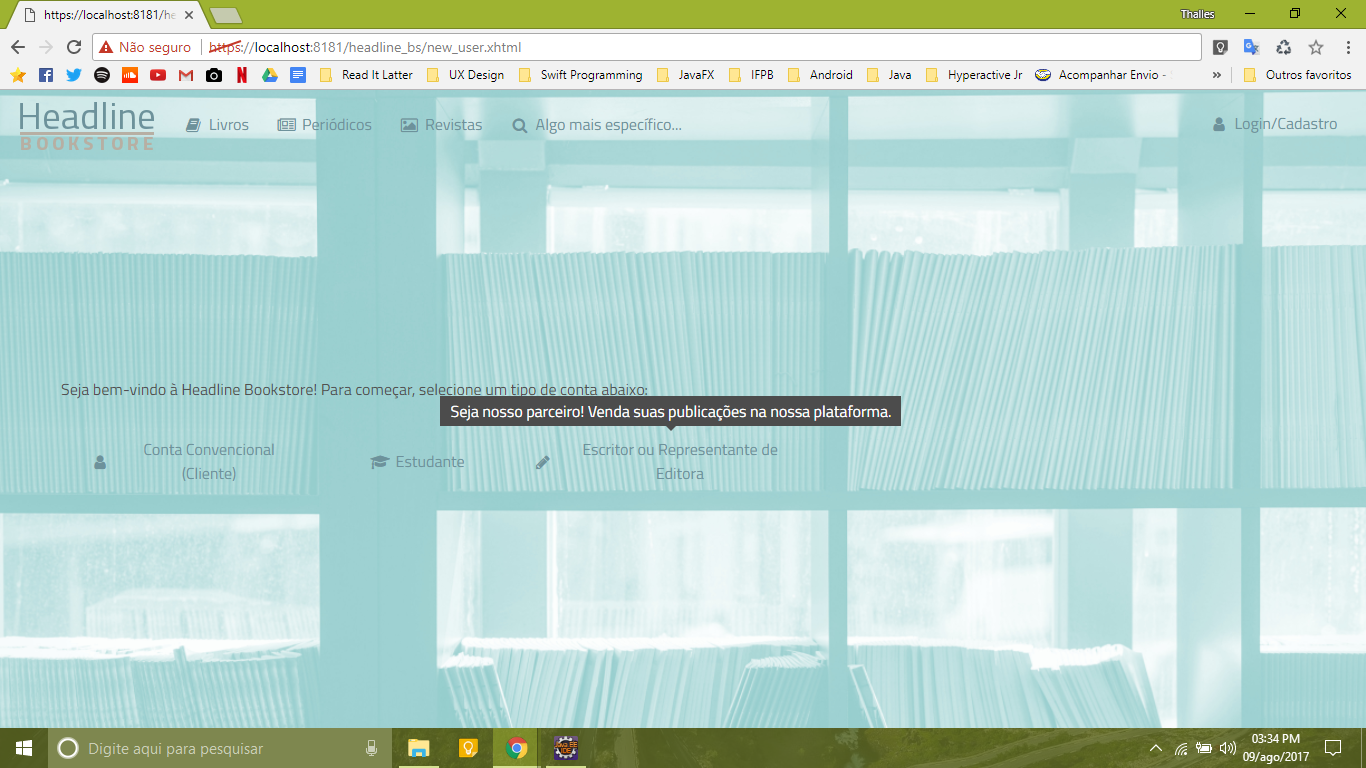 https://localhost:8181/he
Thalles
Não seguro
https://localhost:8181/headline_bs/new_user.xhtml
Read It Latter
UX Design
Swift Programming
JavaFX
IFPB
Android
Java
Hyperactive Jr
Acompanhar Envio -
»
Outros favoritos
Headline
BOOKSTORE
Livros
Periódicos
Revistas
Algo mais específico...
Login/Cadastro
Seja bem-vindo à Headline Bookstore! Para começar, selecione um tipo de conta abaixo:
Seja nosso parceiro! Venda suas publicações na nossa plataforma.
Conta Convencional
(Cliente)
Estudante
Escritor ou Representante de
Editora
Digite aqui para pesquisar
Java EE
IDE
03:34 PM
09/ago/2017